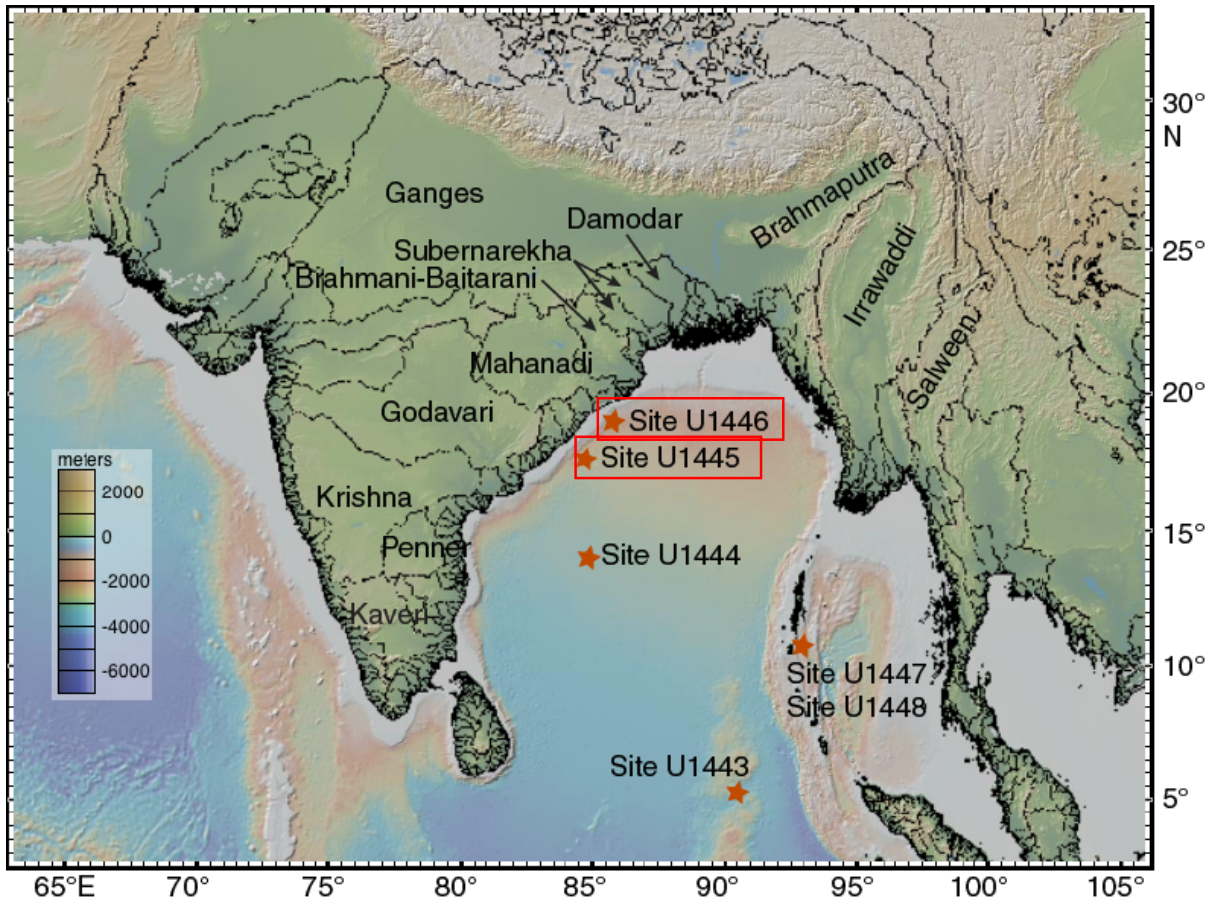 30°
N
Ganges
Brahmaputra
Damodar
Subernarekha
Brahmani-Baitarani
25°
Irrawaddi
Salween
Mahanadi
Godavari
20°
Site U1446
Site U1445
meters
2000
0
-2000
-4000
-6000
Krishna
Penner
Kaveri
15°
Site U1444
10°
Site U1447
Site U1448
Site U1443
5°
65°E 70° 75° 80° 85° 90° 95° 100° 105°